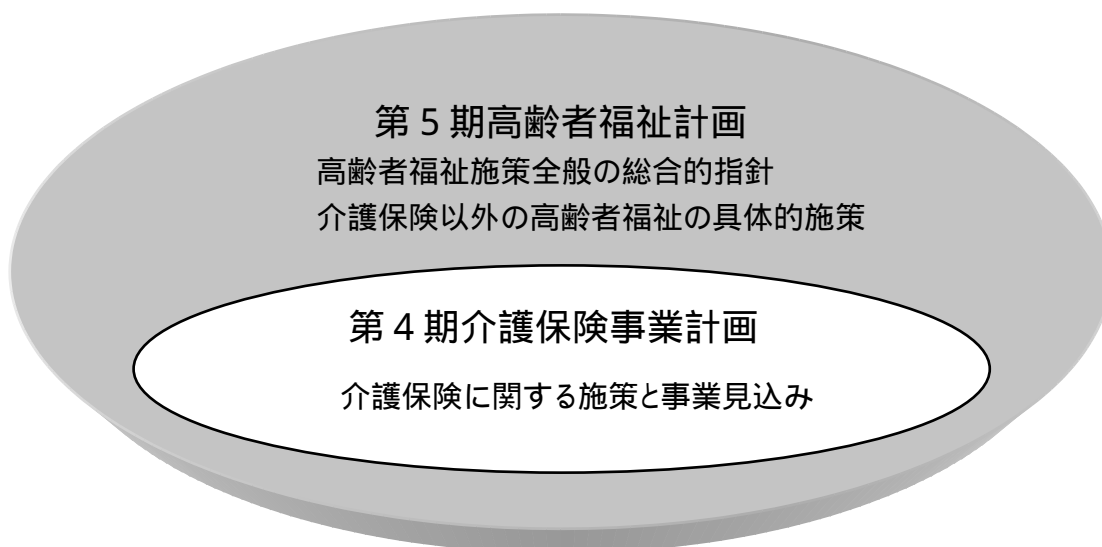 第５期高齢者福祉計画
高齢者福祉施策全般の総合的指針
介護保険以外の高齢者福祉の具体的施策
第４期介護保険事業計画
介護保険に関する施策と事業見込み